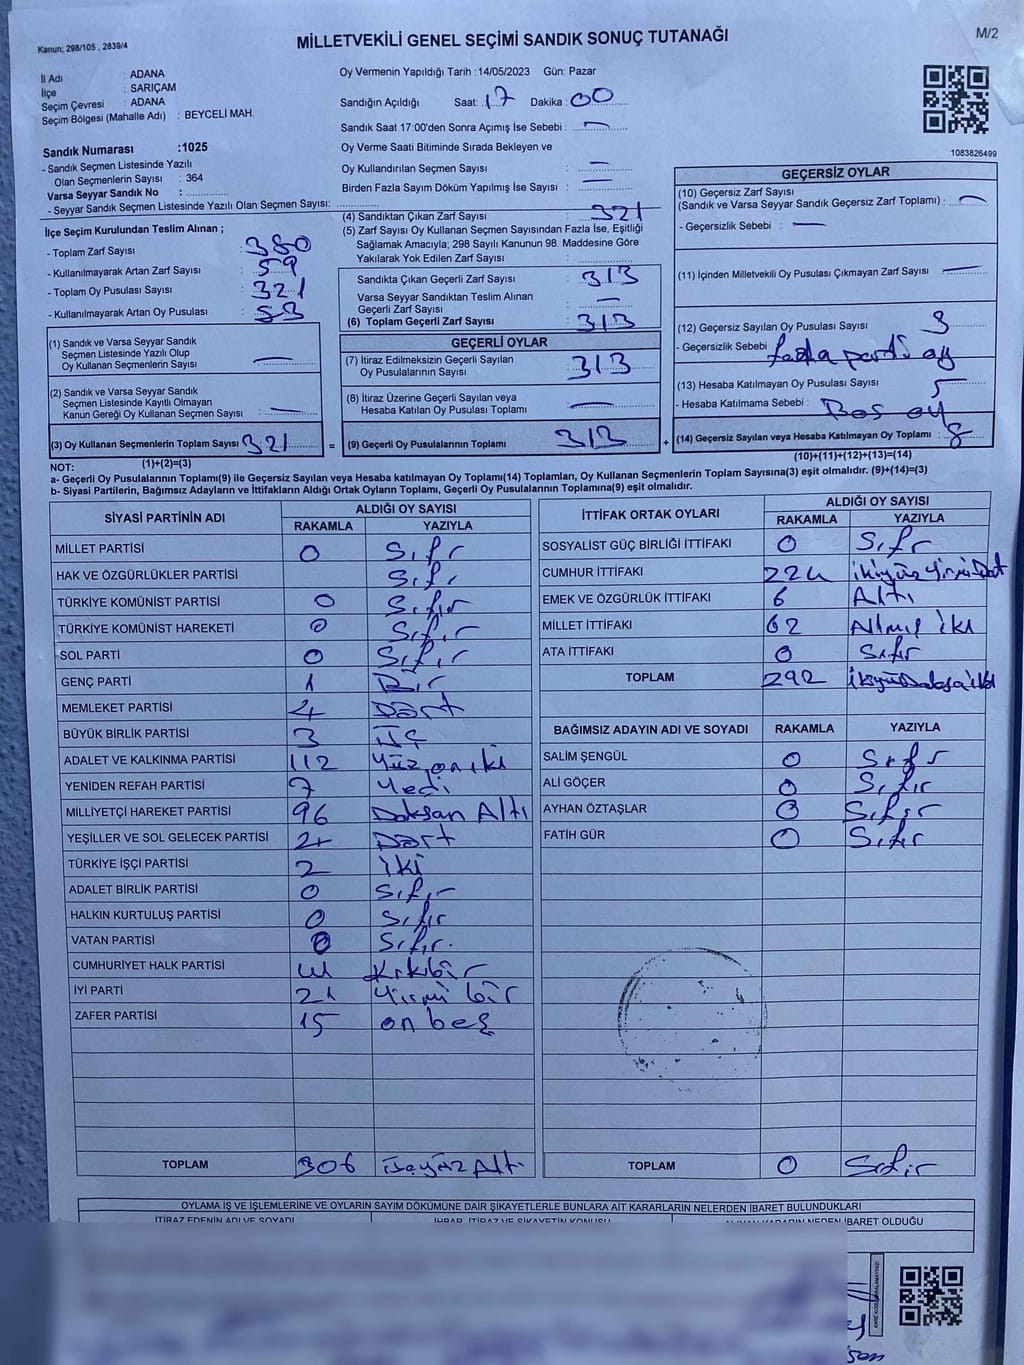 Kanun; 298/105 , 2839/4
MİLLETVEKİLİ GENEL SEÇİMİ SANDIK SONUÇ TUTANAĞI
M/2
İl Adı : ADANA
İlçe : SARIÇAM
Seçim Çevresi : ADANA
Seçim Bölgesi (Mahalle Adı) : BEYCELİ MAH.
Sandık Numarası :1025
- Sandık Seçmen Listesinde Yazılı
Olan Seçmenlerin Sayısı : 364
Varsa Seyyar Sandık No :
- Seyyar Sandık Seçmen Listesinde Yazılı Olan Seçmen Sayısı:
Oy Vermenin Yapıldığı Tarih :14/05/2023 Gün: Pazar
Sandığın Açıldığı Saat: 17 Dakika : 00
Sandık Saat 17:00'den Sonra Açımış İse Sebebi : —
Oy Verme Saati Bitiminde Sırada Bekleyen ve
Oy Kullandırılan Seçmen Sayısı : —
Birden Fazla Sayım Döküm Yapılmış İse Sayısı : —
1083826499
İlçe Seçim Kurulundan Teslim Alınan ;
- Toplam Zarf Sayısı : 380
- Kullanılmayarak Artan Zarf Sayısı : 59
- Toplam Oy Pusulası Sayısı : 321
- Kullanılmayarak Artan Oy Pusulası :
(1) Sandık ve Varsa Seyyar Sandık
Seçmen Listesinde Yazılı Olup
Oy Kullanan Seçmenlerin Sayısı : —
(2) Sandık ve Varsa Seyyar Sandık
Seçmen Listesinde Kayıtlı Olmayan
Kanun Gereği Oy Kullanan Seçmen Sayısı : —
(3) Oy Kullanan Seçmenlerin Toplam Sayısı : 321
(1)+(2)=(3)
(4) Sandıktan Çıkan Zarf Sayısı : 321
(5) Zarf Sayısı Oy Kullanan Seçmen Sayısından Fazla İse, Eşitliği
Sağlamak Amacıyla; 298 Sayılı Kanunun 98. Maddesine Göre
Yakılarak Yok Edilen Zarf Sayısı :
Sandıkta Çıkan Geçerli Zarf Sayısı : 313
Varsa Seyyar Sandıktan Teslim Alınan
Geçerli Zarf Sayısı : —
(6) Toplam Geçerli Zarf Sayısı : 313
GEÇERLİ OYLAR
(7) İtiraz Edilmeksizin Geçerli Sayılan
Oy Pusulalarının Sayısı : 313
(8) İtiraz Üzerine Geçerli Sayılan veya
Hesaba Katılan Oy Pusulası Toplamı : —
= (9) Geçerli Oy Pusulalarının Toplamı : 313 +
GEÇERSİZ OYLAR
(10) Geçersiz Zarf Sayısı
(Sandık ve Varsa Seyyar Sandık Geçersiz Zarf Toplamı) : —
- Geçersizlik Sebebi : —
(11) İçinden Milletvekili Oy Pusulası Çıkmayan Zarf Sayısı : —
(12) Geçersiz Sayılan Oy Pusulası Sayısı : 3
- Geçersizlik Sebebi : fazla parti oy
(13) Hesaba Katılmayan Oy Pusulası Sayısı : 5
- Hesaba Katılmama Sebebi : Boş oy
(14) Geçersiz Sayılan veya Hesaba Katılmayan Oy Toplamı : 8
(10)+(11)+(12)+(13)=(14)
NOT:
a- Geçerli Oy Pusulalarının Toplamı(9) ile Geçersiz Sayılan veya Hesaba katılmayan Oy Toplamı(14) Toplamları, Oy Kullanan Seçmenlerin Toplam Sayısına(3) eşit olmalıdır. (9)+(14)=(3)
b- Siyasi Partilerin, Bağımsız Adayların ve İttifakların Aldığı Ortak Oyların Toplamı, Geçerli Oy Pusulalarının Toplamına(9) eşit olmalıdır.
SİYASİ PARTİNİN ADI ALDIĞI OY SAYISI
RAKAMLA YAZIYLA
MİLLET PARTİSİ 0 Sıfır
HAK VE ÖZGÜRLÜKLER PARTİSİ Sıfır
TÜRKİYE KOMÜNİST PARTİSİ 0 Sıfır
TÜRKİYE KOMÜNİST HAREKETİ 0 Sıfır
SOL PARTİ 0 Sıfır
GENÇ PARTİ 1 Bir
MEMLEKET PARTİSİ 4 Dört
BÜYÜK BİRLİK PARTİSİ 3 Üç
ADALET VE KALKINMA PARTİSİ 112 Yüz on iki
YENİDEN REFAH PARTİSİ 7 Yedi
MİLLİYETÇİ HAREKET PARTİSİ 96 Doksan Altı
YEŞİLLER VE SOL GELECEK PARTİSİ 4 Dört
TÜRKİYE İŞÇİ PARTİSİ 2 iki
ADALET BİRLİK PARTİSİ 0 Sıfır
HALKIN KURTULUŞ PARTİSİ 0 Sıfır
VATAN PARTİSİ 0 Sıfır.
CUMHURİYET HALK PARTİSİ 41 Kırkbir
İYİ PARTİ 21 Yirmi bir
ZAFER PARTİSİ 15 on beş
TOPLAM 306 üçyüz Altı
İTTİFAK ORTAK OYLARI ALDIĞI OY SAYISI
RAKAMLA YAZIYLA
SOSYALİST GÜÇ BİRLİĞİ İTTİFAKI 0 Sıfır
CUMHUR İTTİFAKI 224 ikiyüz Yirmi Dört
EMEK VE ÖZGÜRLÜK İTTİFAKI 6 Altı
MİLLET İTTİFAKI 62 Altmış iki
ATA İTTİFAKI 0 Sıfır
TOPLAM 292 ikiyüz Doksan iki
BAĞIMSIZ ADAYIN ADI VE SOYADI RAKAMLA YAZIYLA
SALİM ŞENGÜL 0 Sıfır
ALİ GÖÇER 0 Sıfır
AYHAN ÖZTAŞLAR 0 Sıfır
FATİH GÜR 0 Sıfır
TOPLAM 0 Sıfır
OYLAMA İŞ VE İŞLEMLERİNE VE OYLARIN SAYIM DÖKÜMÜNE DAİR ŞİKAYETLERLE BUNLARA AİT KARARLARIN NELERDEN İBARET BULUNDUKLARI
İTİRAZ EDENİN ADI VE SOYADI İHBAR, İTİRAZ VE ŞİKAYETİN KONUSU ALINAN KARARIN NEDEN İBARET OLDUĞU